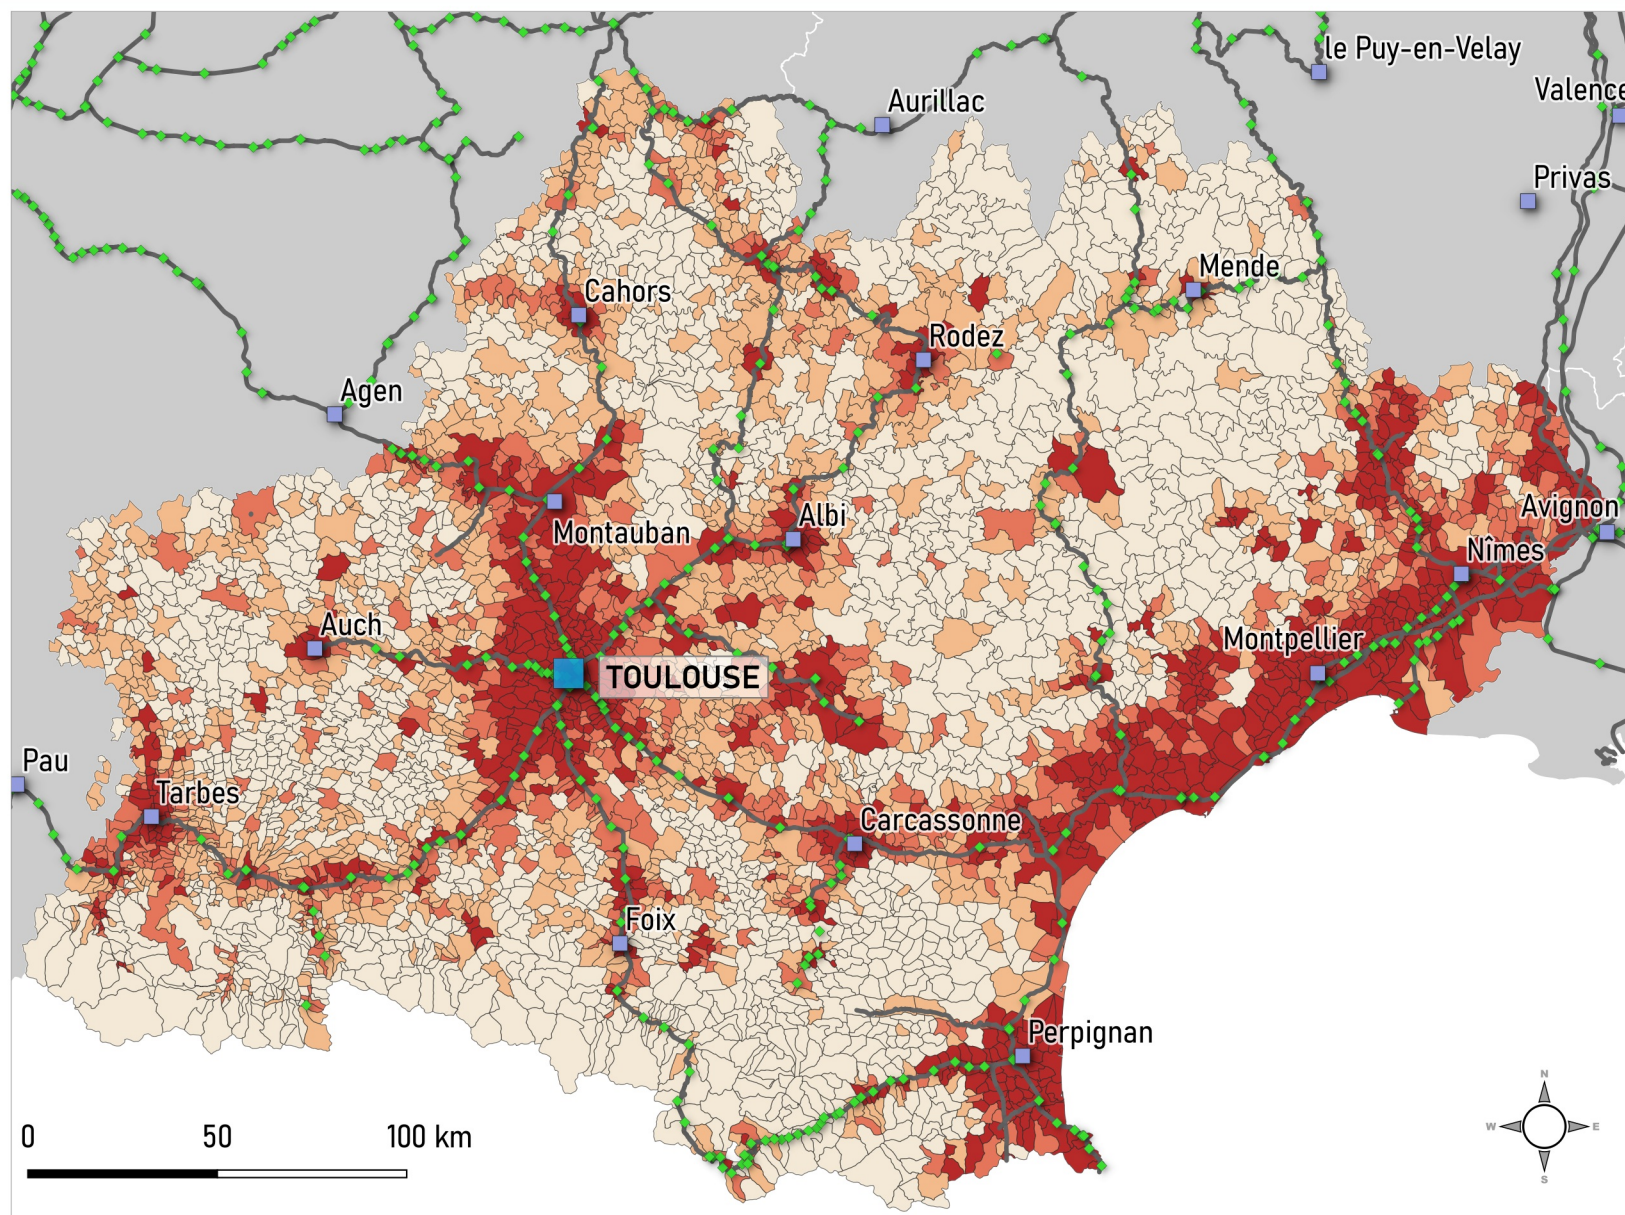 le Puy-en-Velay
Valence
Aurillac
Privas
Mende
Cahors
Rodez
Agen
Avignon
Albi
Montauban
Nîmes
Auch
Montpellier
TOULOUSE
Pau
Tarbes
Carcassonne
Foix
Perpignan
0 50 100 km
N
W E
S